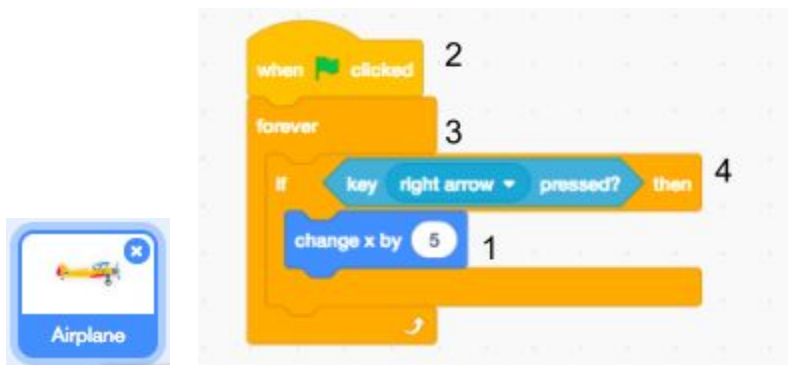 when clicked 2
forever 3
if key right arrow pressed? then 4
change x by 5 1
Airplane